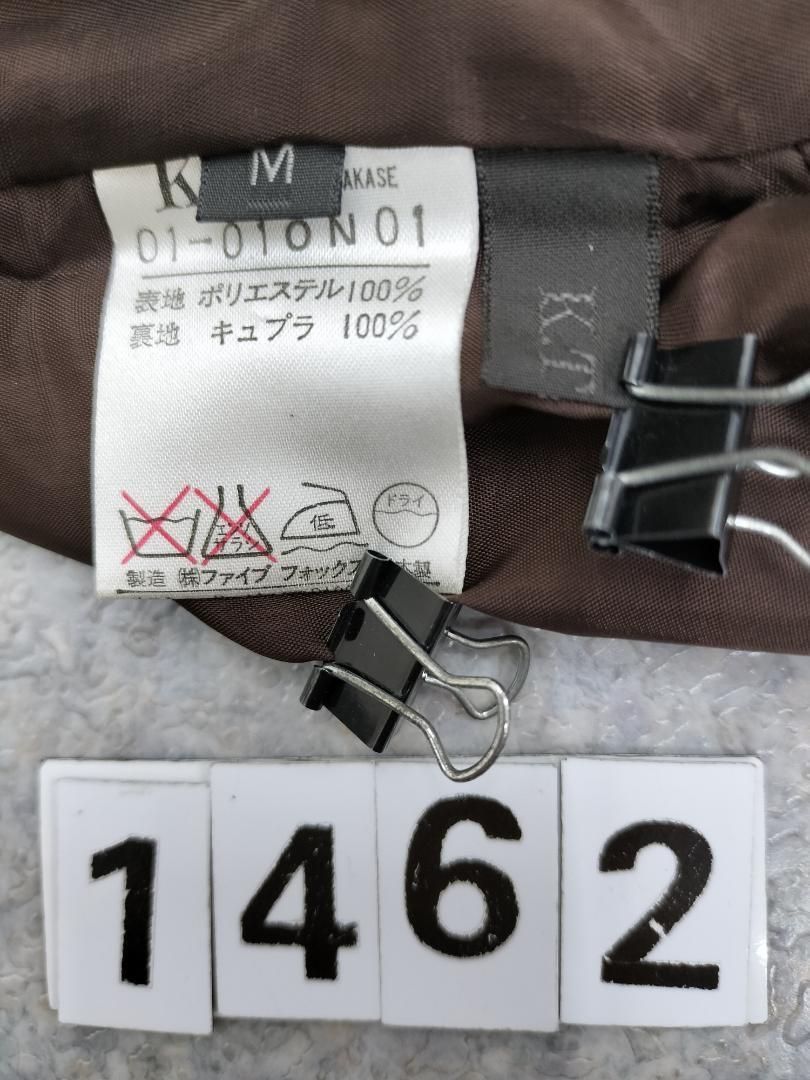 M
K AKASE
01-010N01
表地 ポリエステル100%
裏地 キュプラ 100%
低
ドライ
製造 ㈱ファイブ フォックス
K.T.
1462